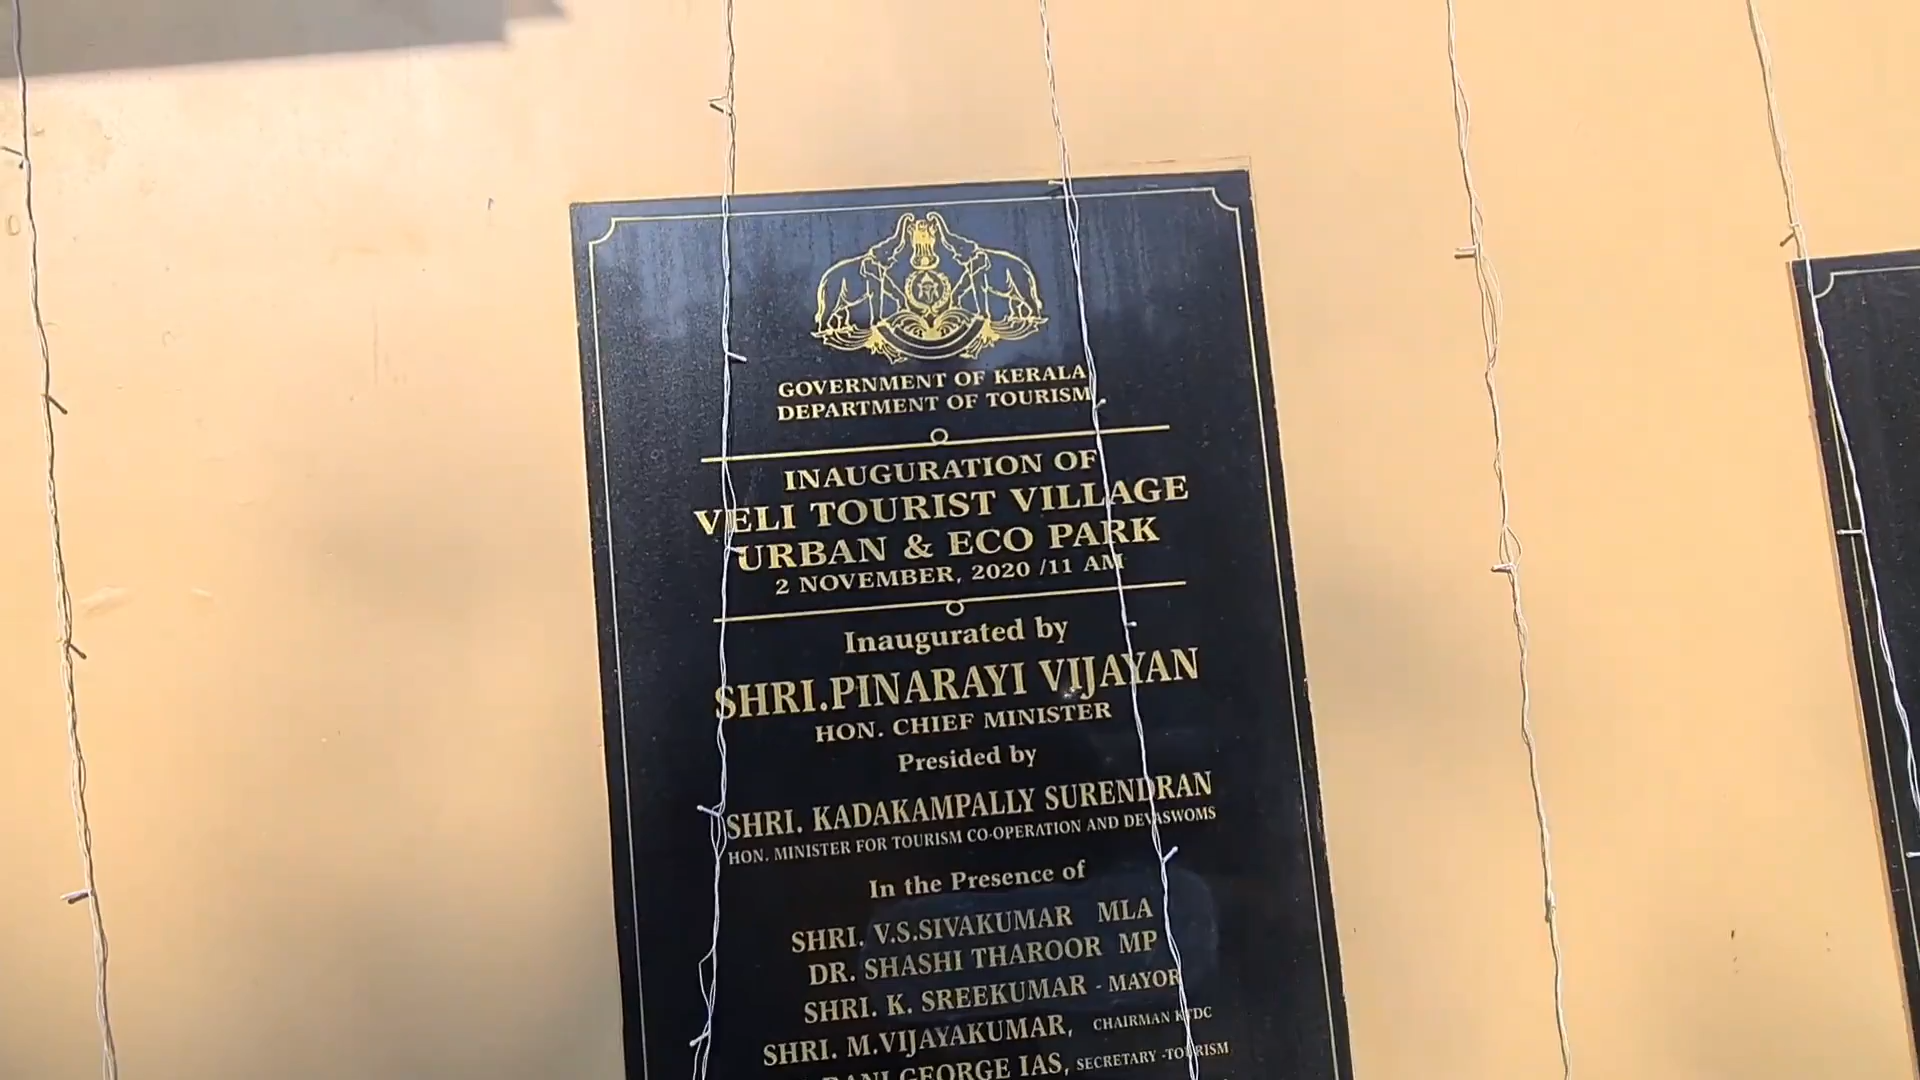 GOVERNMENT OF KERALA
DEPARTMENT OF TOURISM
INAUGURATION OF
VELI TOURIST VILLAGE
URBAN & ECO PARK
2 NOVEMBER, 2020 /11 AM
Inaugurated by
SHRI.PINARAYI VIJAYAN
HON. CHIEF MINISTER
Presided by
SHRI. KADAKAMPALLY SURENDRAN
HON. MINISTER FOR TOURISM CO-OPERATION AND DEVASWOMS
In the Presence of
SHRI. V.S.SIVAKUMAR MLA
DR. SHASHI THAROOR MP
SHRI. K. SREEKUMAR - MAYOR
SHRI. M.VIJAYAKUMAR, CHAIRMAN KTDC
RANI GEORGE IAS, SECRETARY -TOURISM